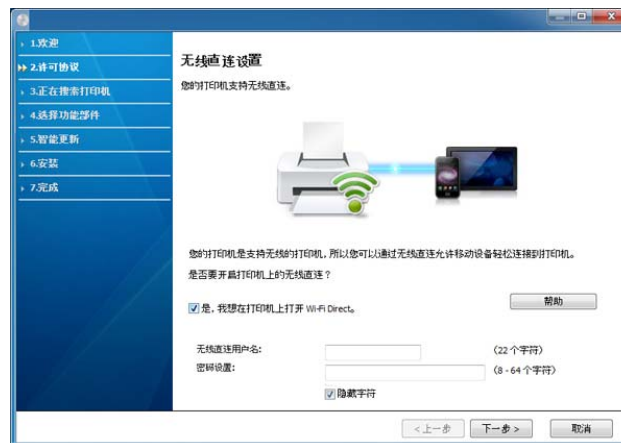 1.欢迎
2.许可协议
3.正在搜索打印机
4.选择功能部件
5.智能更新
6.安装
7.完成
无线直连设置
您的打印机支持无线直连。
您的打印机是支持无线的打印机，所以您可以通过无线直连允许移动设备轻松连接到打印机。
是否要开启打印机上的无线直连？
是，我想在打印机上打开 Wi-Fi Direct。
帮助
无线直连用户名： （22 个字符）
密码设置： （8 - 64 个字符）
隐藏字符
<上一步 下一步 > 取消